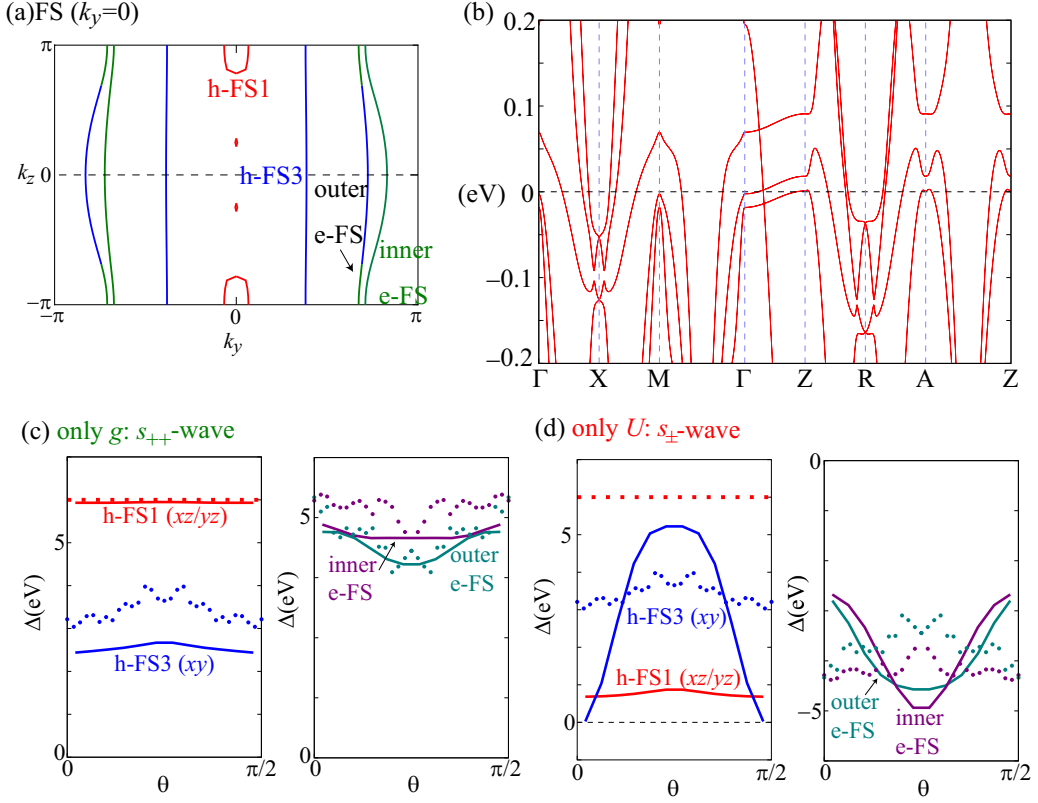 (a)FS (ky=0)
π
kz 0
−π
−π 0 π
ky
h-FS1
h-FS3
outer
e-FS
inner
e-FS
(b)
0.2
0.1
0
(eV)
−0.1
−0.2
Γ X M Γ Z R A Z
(c) only g: s++-wave
Δ(eV)
5
0
0 θ π/2
h-FS1 (xz/yz)
h-FS3 (xy)
Δ(eV)
5
0
0 θ π/2
inner
e-FS
outer
e-FS
(d) only U: s±-wave
Δ(eV)
5
0
0 θ π/2
h-FS3 (xy)
h-FS1 (xz/yz)
Δ(eV)
0
−5
0 θ π/2
outer
e-FS
inner
e-FS